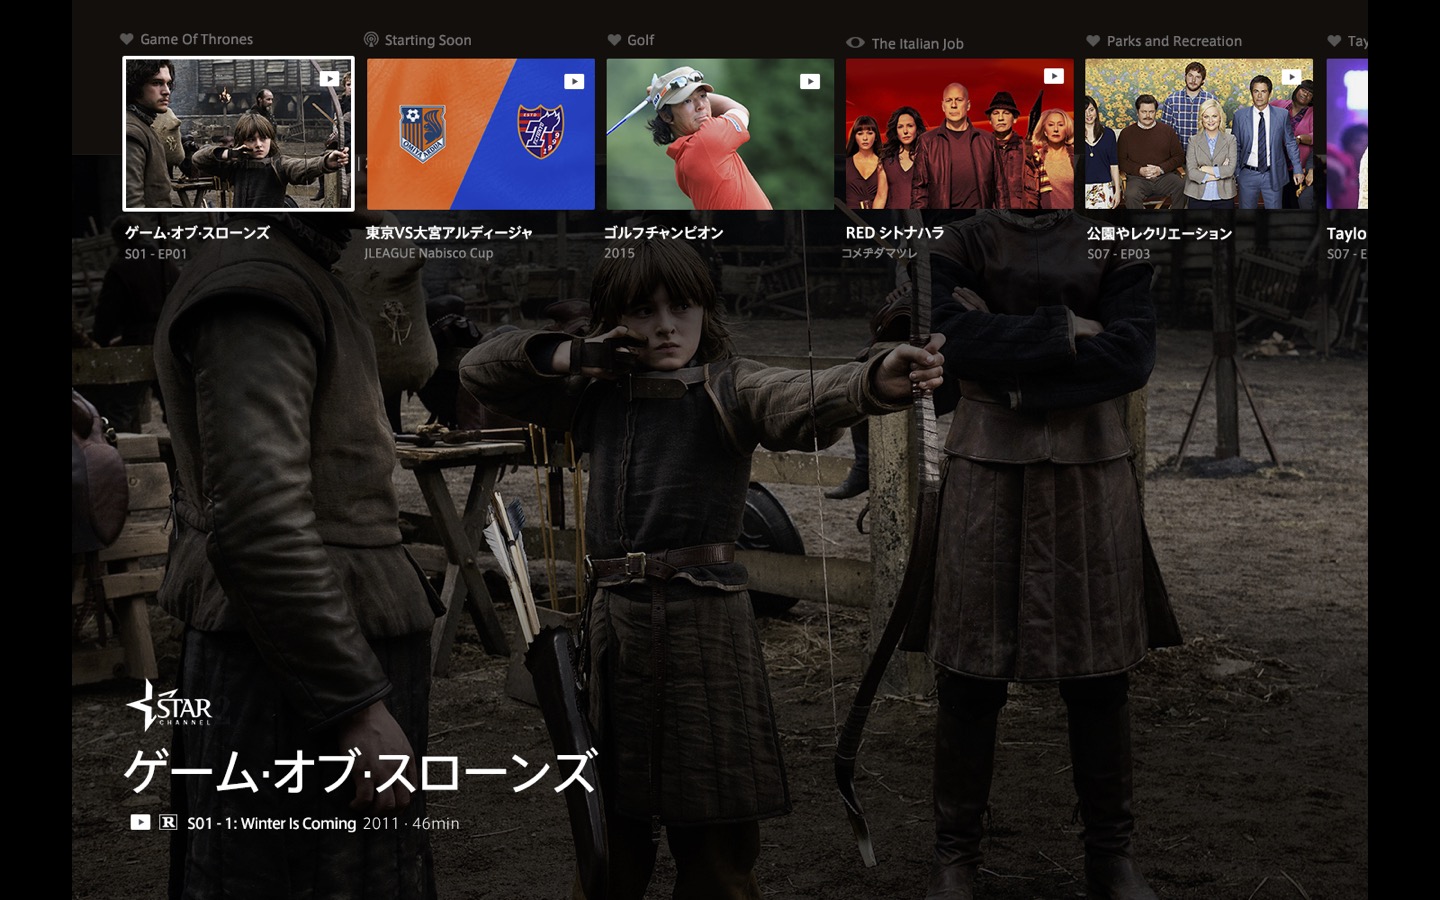 Game Of Thrones
Starting Soon
Golf
The Italian Job
Parks and Recreation
Tay
ゲーム·オブ·スローンズ
S01 - EP01
東京VS大宮アルディージャ
JLEAGUE Nabisco Cup
ゴルフチャンピオン
2015
RED シトナハラ
コメヂダマツレ
公園やレクリエーション
S07 - EP03
Taylo
S07 - E
STAR
CHANNEL
ゲーム·オブ·スローンズ
R S01 - 1: Winter Is Coming 2011 · 46min